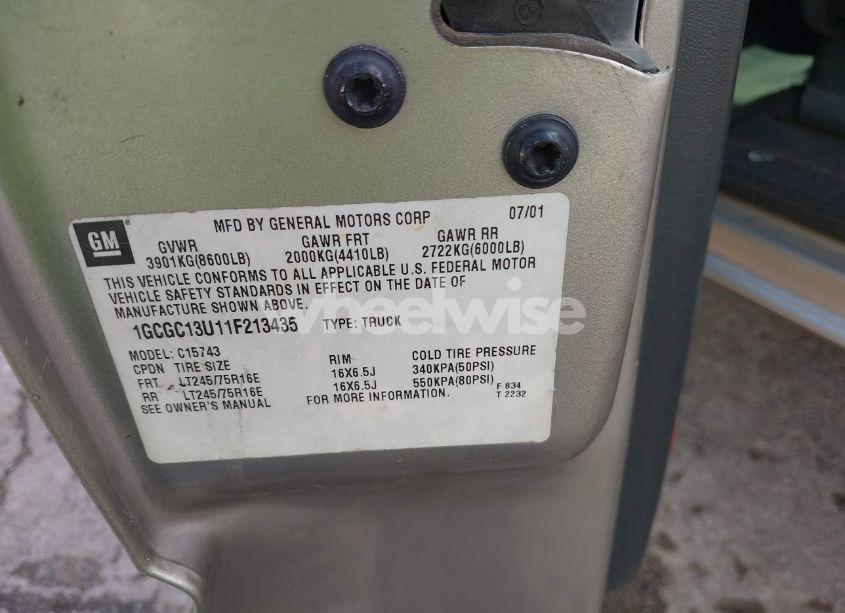 GM
MFD BY GENERAL MOTORS CORP 07/01
GVWR GAWR FRT GAWR RR
3901KG(8600LB) 2000KG(4410LB) 2722KG(6000LB)
THIS VEHICLE CONFORMS TO ALL APPLICABLE U.S. FEDERAL MOTOR
VEHICLE SAFETY STANDARDS IN EFFECT ON THE DATE OF
MANUFACTURE SHOWN ABOVE.
wheelwise
1GCGC13U11F213435 TYPE: TRUCK
MODEL: C15743
CPDN TIRE SIZE RIM COLD TIRE PRESSURE
FRT LT245/75R16E 16X6.5J 340KPA(50PSI)
RR LT245/75R16E 16X6.5J 550KPA(80PSI) F 834
SEE OWNER'S MANUAL FOR MORE INFORMATION. T 2232